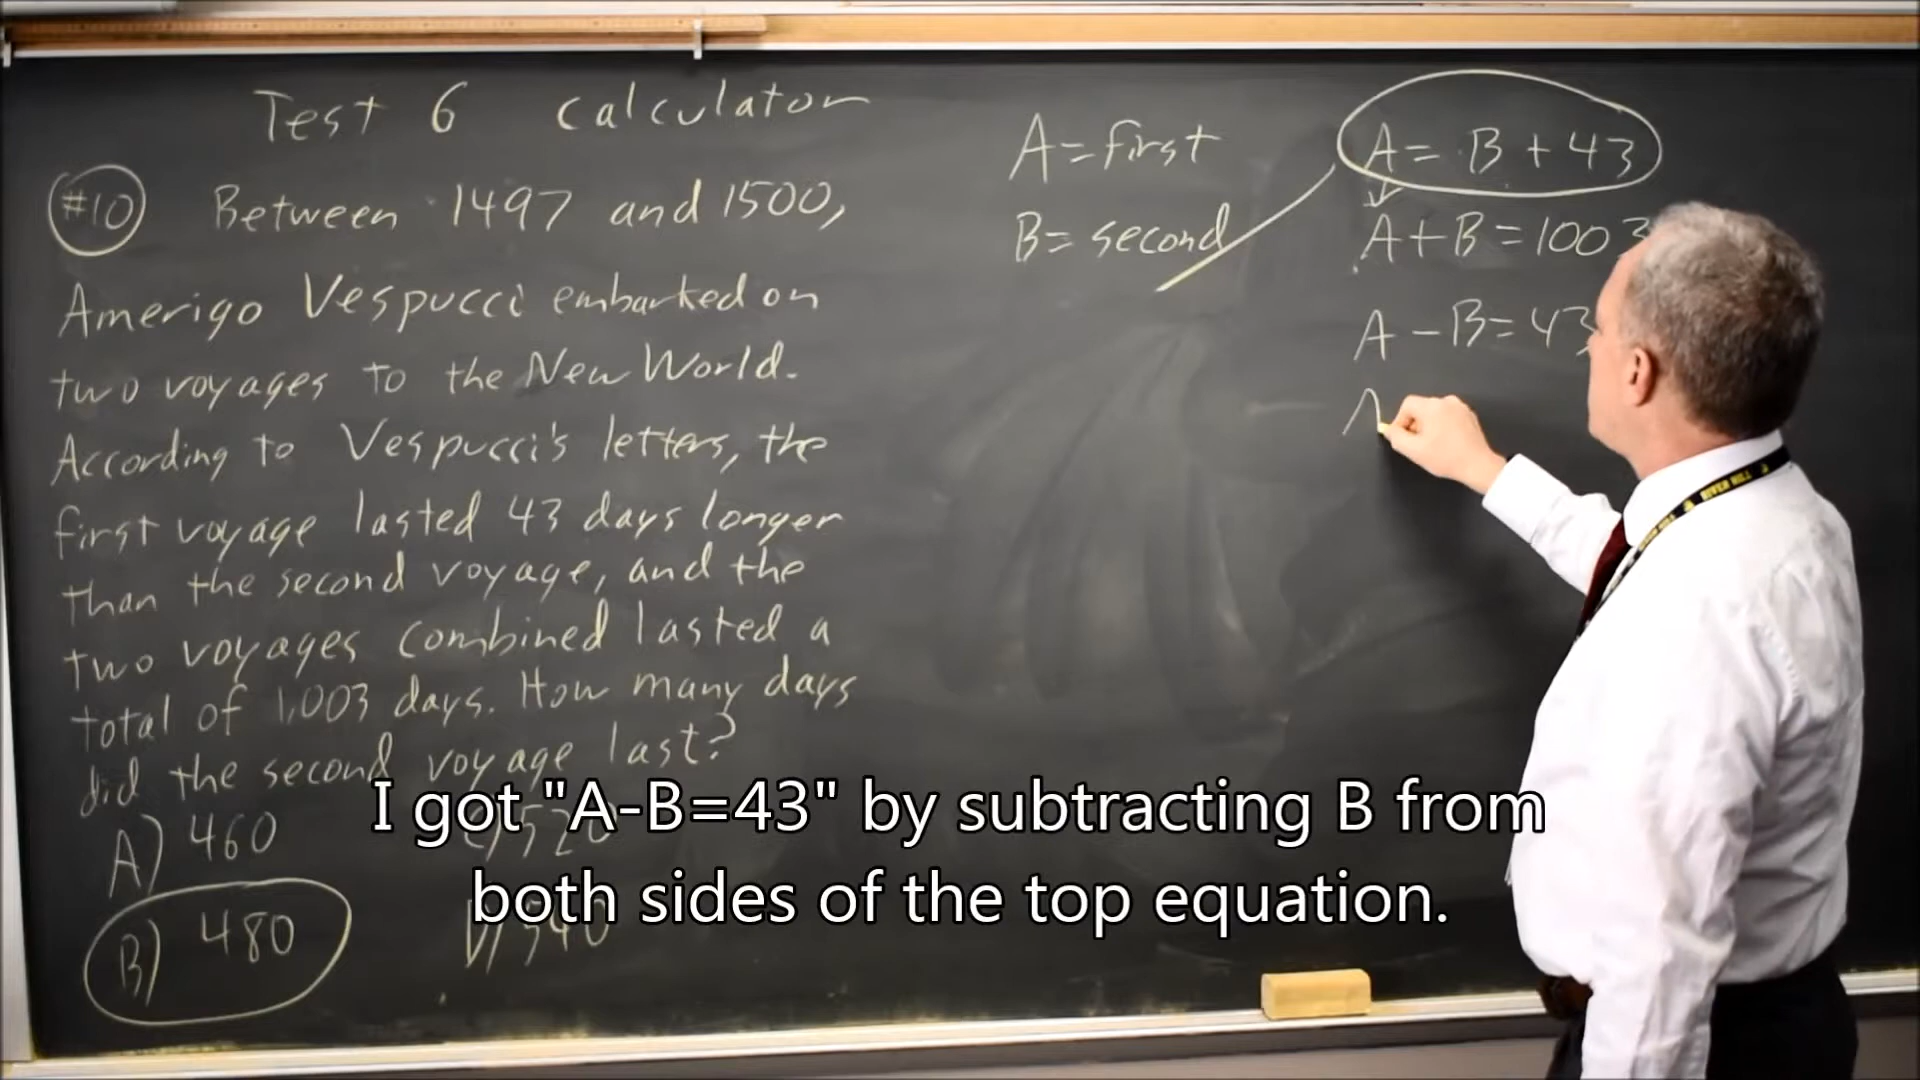 Test 6 calculator
#10 Between 1497 and 1500,
Amerigo Vespucci embarked on
two voyages to the New World.
According to Vespucci's letters, the
first voyage lasted 43 days longer
than the second voyage, and the
two voyages combined lasted a
total of 1,003 days. How many days
did the second voyage last?
A) 460
B) 480
C) 520
D) 540
A = first
B = second
A = B + 43
A + B = 1003
A - B = 43
I got "A-B=43" by subtracting B from
both sides of the top equation.